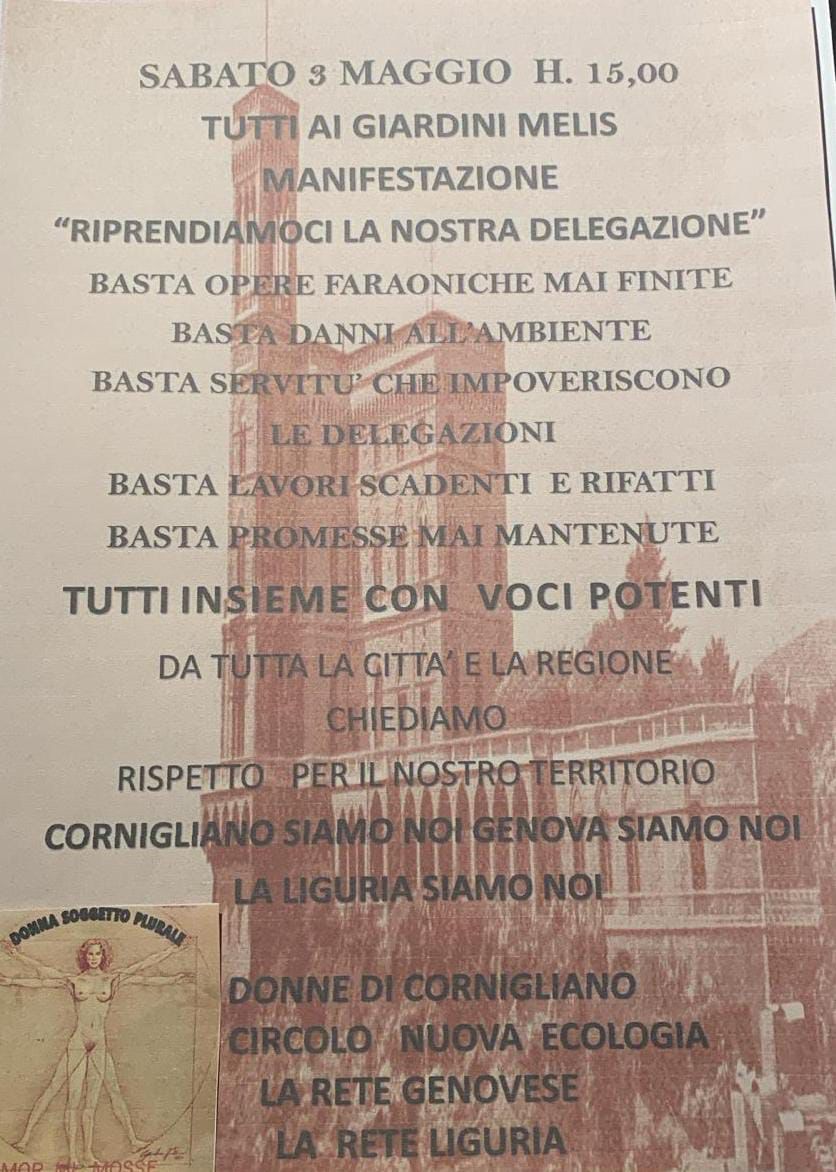 SABATO 3 MAGGIO H. 15,00
TUTTI AI GIARDINI MELIS
MANIFESTAZIONE
“RIPRENDIAMOCI LA NOSTRA DELEGAZIONE”
BASTA OPERE FARAONICHE MAI FINITE
BASTA DANNI ALL’AMBIENTE
BASTA SERVITU’ CHE IMPOVERISCONO
LE DELEGAZIONI
BASTA LAVORI SCADENTI E RIFATTI
BASTA PROMESSE MAI MANTENUTE
TUTTI INSIEME CON VOCI POTENTI
DA TUTTA LA CITTA’ E LA REGIONE
CHIEDIAMO
RISPETTO PER IL NOSTRO TERRITORIO
CORNIGLIANO SIAMO NOI GENOVA SIAMO NOI
LA LIGURIA SIAMO NOI
DONNA SOGGETTO PLURALE
DONNE DI CORNIGLIANO
CIRCOLO NUOVA ECOLOGIA
LA RETE GENOVESE
LA RETE LIGURIA
MOSSE